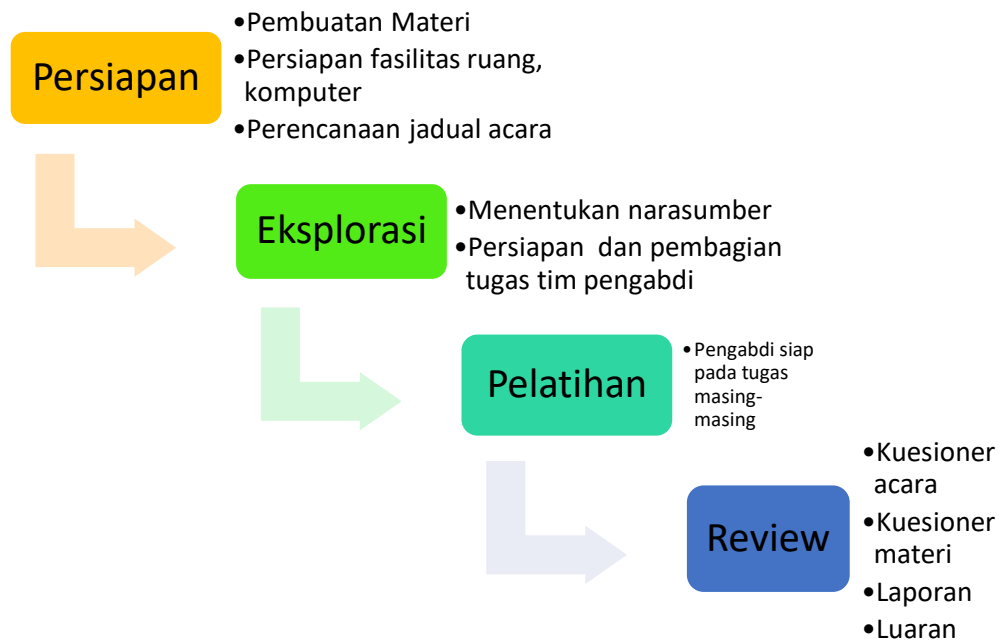 Persiapan
•Pembuatan Materi
•Persiapan fasilitas ruang,
komputer
•Perencanaan jadual acara
Eksplorasi
•Menentukan narasumber
•Persiapan dan pembagian
tugas tim pengabdi
Pelatihan
•Pengabdi siap
pada tugas
masing-
masing
Review
•Kuesioner
acara
•Kuesioner
materi
•Laporan
•Luaran